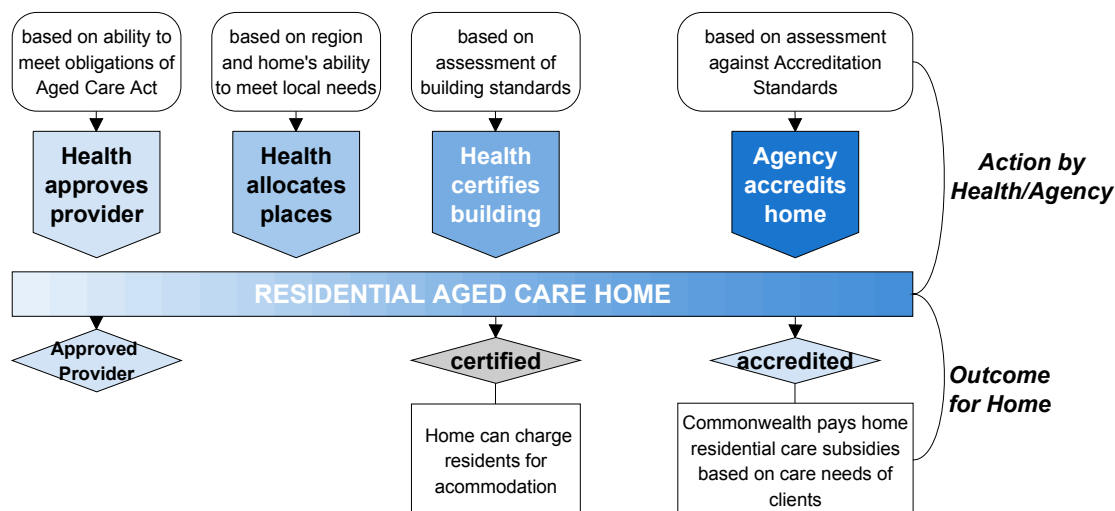 based on ability to
meet obligations of
Aged Care Act
based on region
and home's ability
to meet local needs
based on
assessment of
building standards
based on assessment
against Accreditation
Standards
Health
approves
provider
Health
allocates
places
Health
certifies
building
Agency
accredits
home
Action by
Health/Agency
RESIDENTIAL AGED CARE HOME
Approved
Provider
certified
accredited
Outcome
for Home
Home can charge
residents for
acommodation
Commonwealth pays home
residential care subsidies
based on care needs of
clients